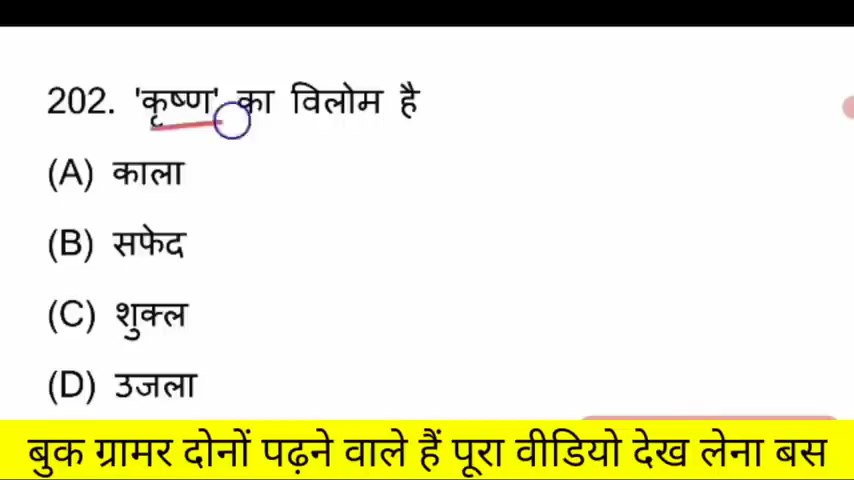 202. 'कृष्ण' का विलोम है
(A) काला
(B) सफेद
(C) शुक्ल
(D) उजला
बुक ग्रामर दोनों पढ़ने वाले हैं पूरा वीडियो देख लेना बस